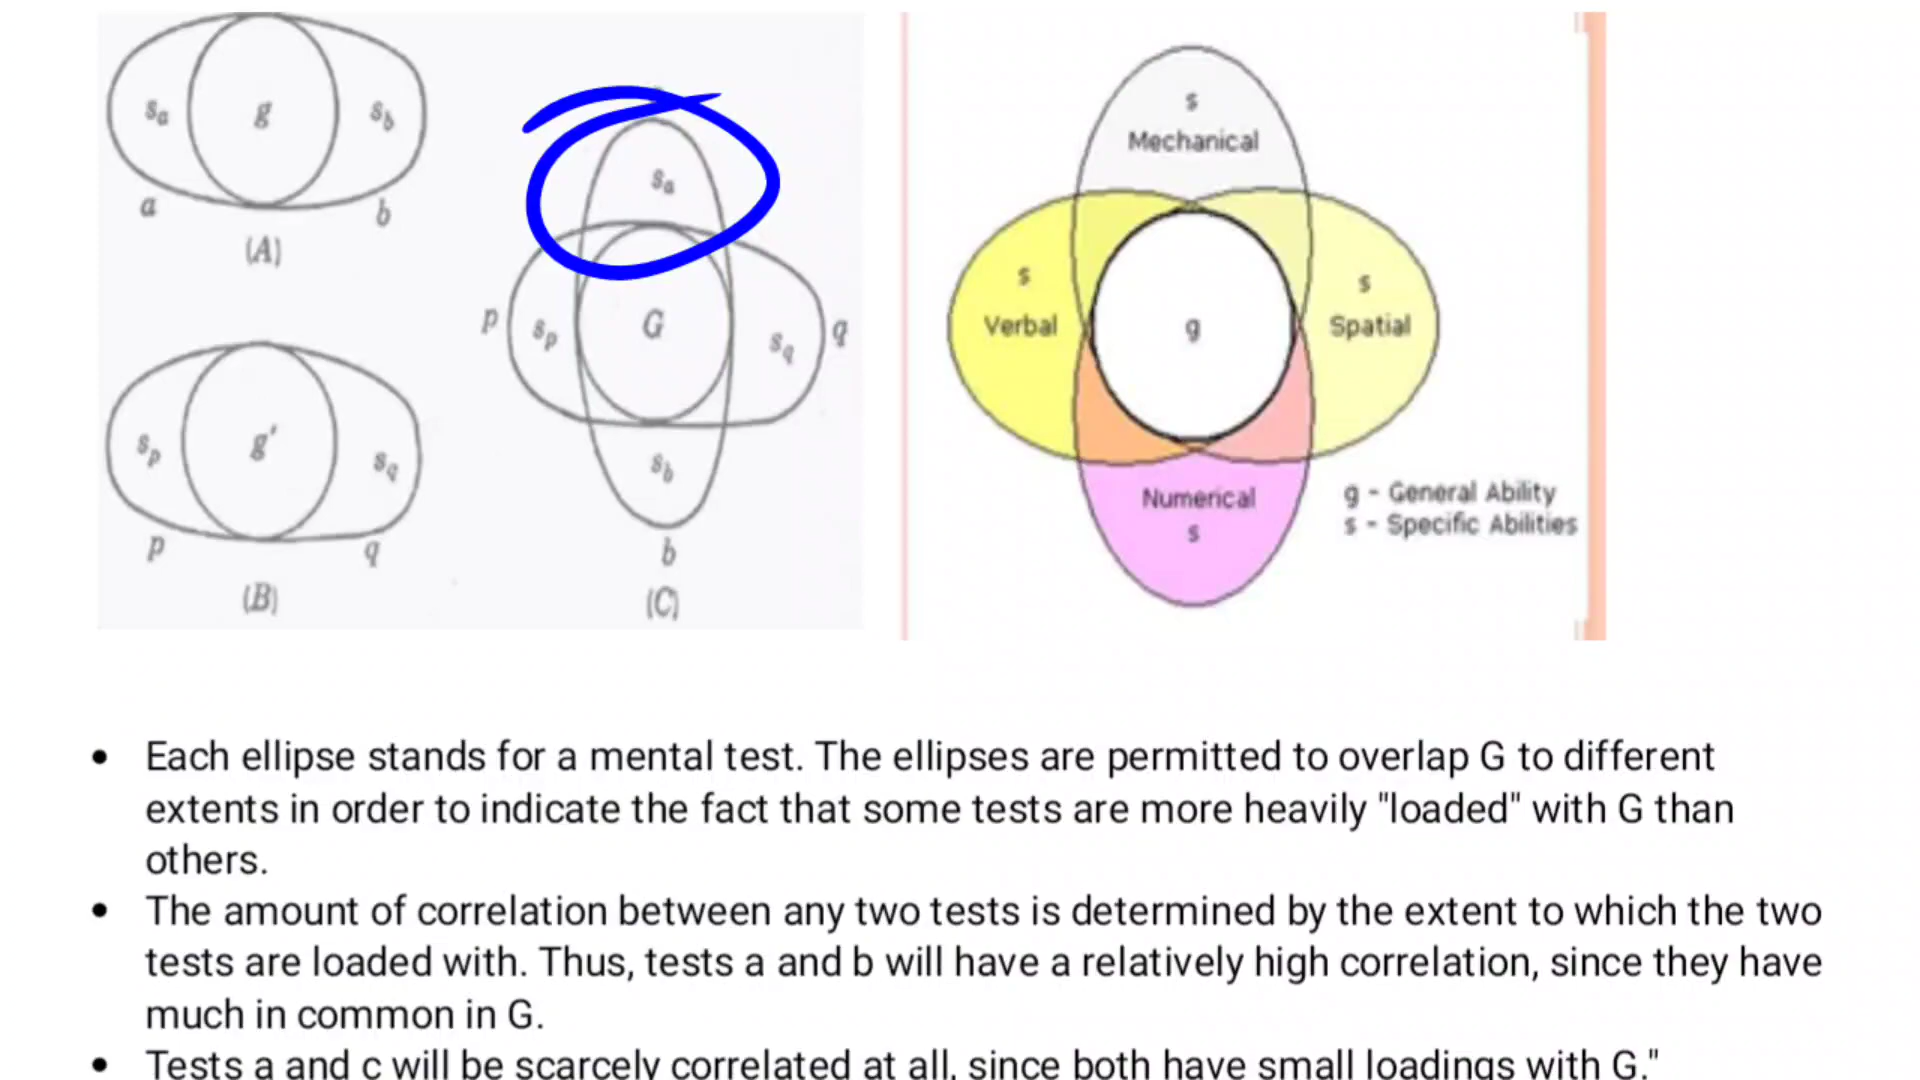 sa g sb
a b
(A)
sa
p sp G sq q
sp g' sq
sb
p q
b
(B)
(C)
s
Mechanical
s
Verbal
s
Spatial
g
Numerical
s
g - General Ability
s - Specific Abilities
• Each ellipse stands for a mental test. The ellipses are permitted to overlap G to different
extents in order to indicate the fact that some tests are more heavily "loaded" with G than
others.
• The amount of correlation between any two tests is determined by the extent to which the two
tests are loaded with. Thus, tests a and b will have a relatively high correlation, since they have
much in common in G.
• Tests a and c will be scarcely correlated at all, since both have small loadings with G."